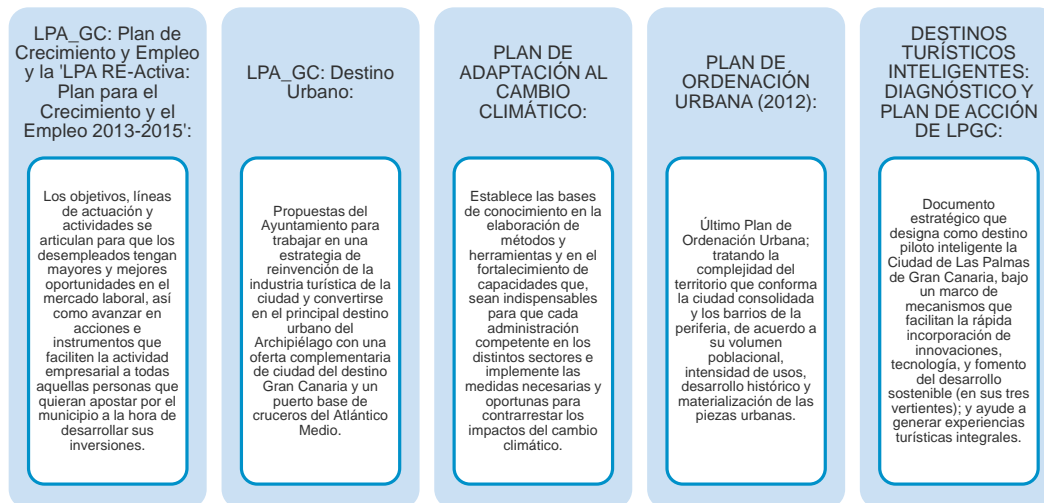 LPA_GC: Plan de
Crecimiento y Empleo
y la 'LPA RE-Activa:
Plan para el
Crecimiento y el
Empleo 2013-2015':
Los objetivos, líneas
de actuación y
actividades se
articulan para que los
desempleados tengan
mayores y mejores
oportunidades en el
mercado laboral, así
como avanzar en
acciones e
instrumentos que
faciliten la actividad
empresarial a todas
aquellas personas que
quieran apostar por el
municipio a la hora de
desarrollar sus
inversiones.
LPA_GC: Destino
Urbano:
Propuestas del
Ayuntamiento para
trabajar en una
estrategia de
reinvención de la
industria turística de la
ciudad y convertirse
en el principal destino
urbano del
Archipiélago con una
oferta complementaria
de ciudad del destino
Gran Canaria y un
puerto base de
cruceros del Atlántico
Medio.
PLAN DE
ADAPTACIÓN AL
CAMBIO
CLIMÁTICO:
Establece las bases
de conocimiento en la
elaboración de
métodos y
herramientas y en el
fortalecimiento de
capacidades que,
sean indispensables
para que cada
administración
competente en los
distintos sectores e
implemente las
medidas necesarias y
oportunas para
contrarrestar los
impactos del cambio
climático.
PLAN DE
ORDENACIÓN
URBANA (2012):
Último Plan de
Ordenación Urbana;
tratando la
complejidad del
territorio que conforma
la ciudad consolidada
y los barrios de la
periferia, de acuerdo a
su volumen
poblacional,
intensidad de usos,
desarrollo histórico y
materialización de las
piezas urbanas.
DESTINOS
TURÍSTICOS
INTELIGENTES:
DIAGNÓSTICO Y
PLAN DE ACCIÓN
DE LPGC:
Documento
estratégico que
designa como destino
piloto inteligente la
Ciudad de Las Palmas
de Gran Canaria, bajo
un marco de
mecanismos que
facilitan la rápida
incorporación de
innovaciones,
tecnología, y fomento
del desarrollo
sostenible (en sus tres
vertientes); y ayude a
generar experiencias
turísticas integrales.